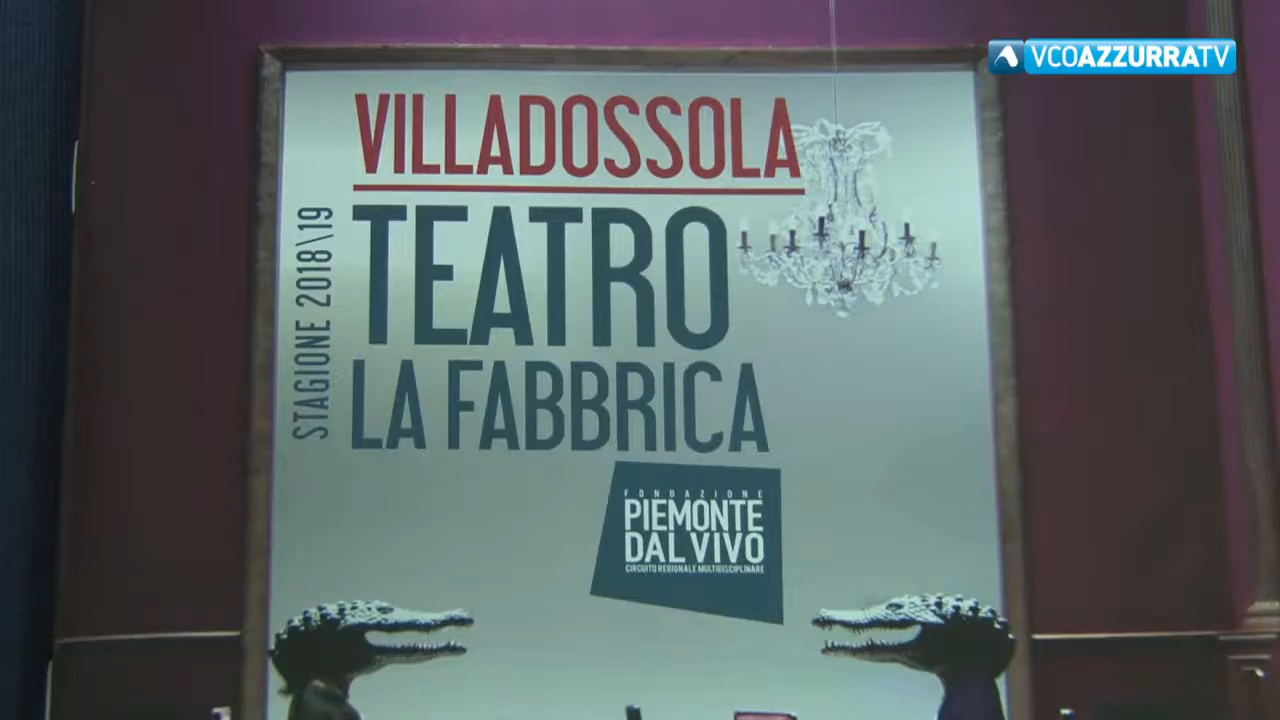 VCOAZZURRATV
VILLADOSSOLA
STAGIONE 2018\19
TEATRO
LA FABBRICA
FONDAZIONE
PIEMONTE
DAL VIVO
CIRCUITO REGIONALE MULTIDISCIPLINARE